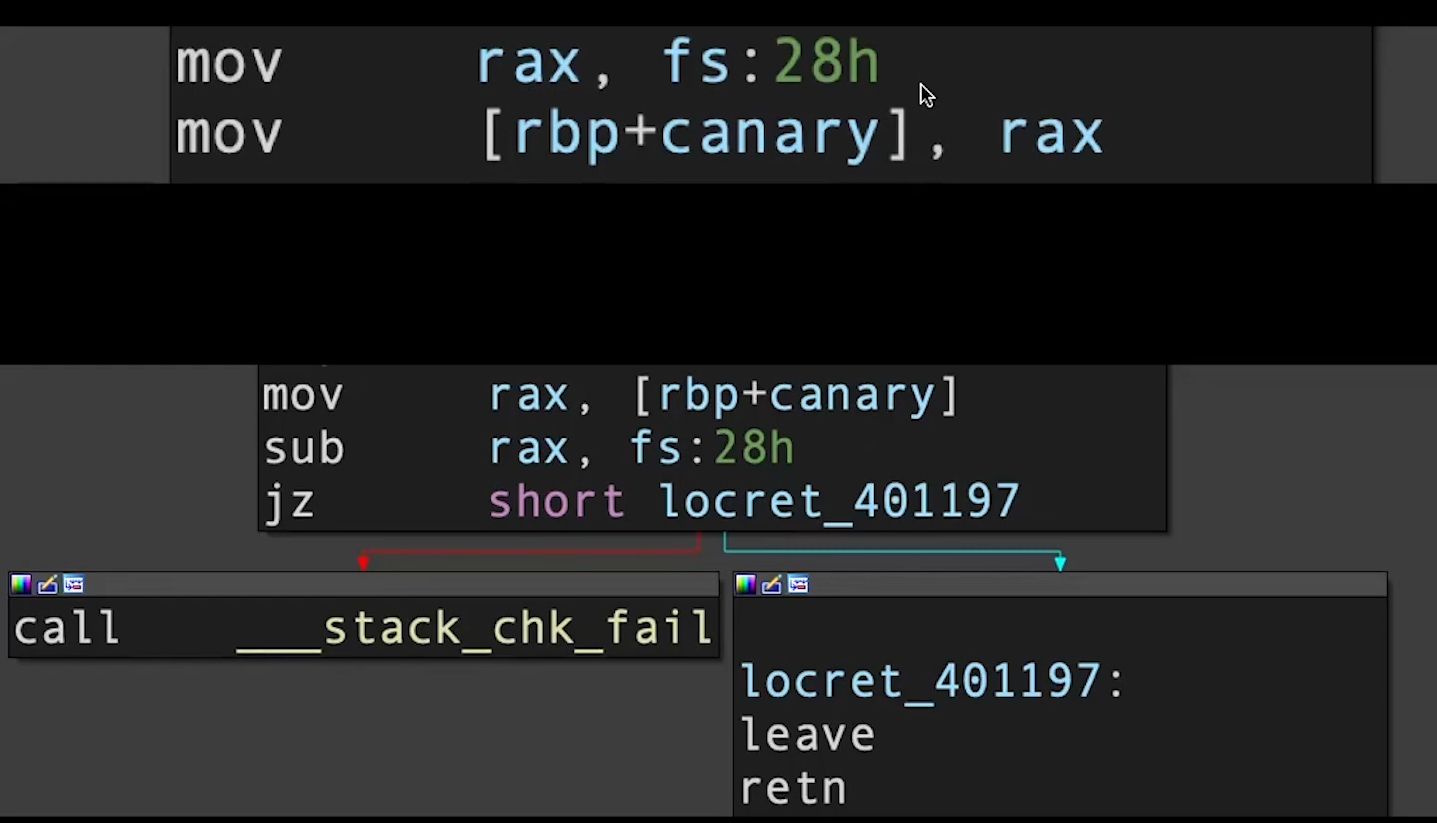 mov rax, fs:28h
mov [rbp+canary], rax
mov rax, [rbp+canary]
sub rax, fs:28h
jz short locret_401197
call ___stack_chk_fail
locret_401197:
leave
retn